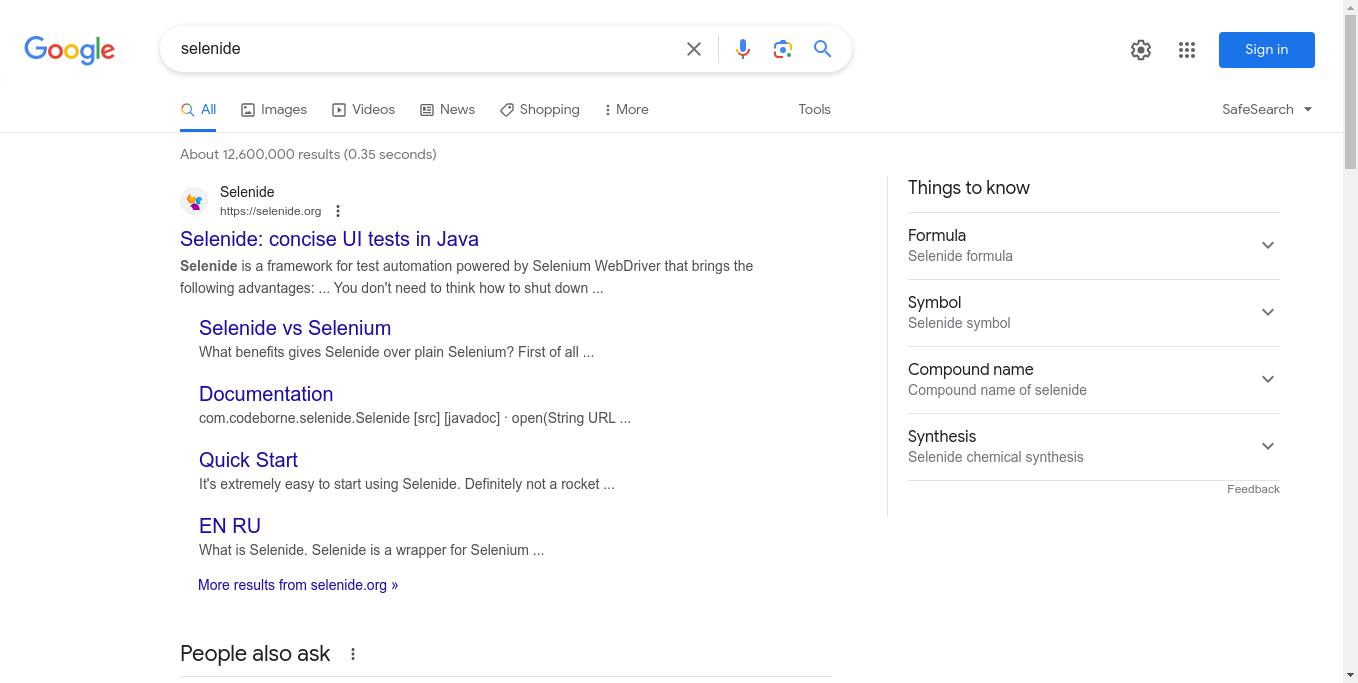 Google
selenide
Sign in
All
Images
Videos
News
Shopping
More
Tools
SafeSearch
About 12,600,000 results (0.35 seconds)
Selenide
https://selenide.org
Selenide: concise UI tests in Java
Selenide is a framework for test automation powered by Selenium WebDriver that brings the
following advantages: ... You don't need to think how to shut down ...
Selenide vs Selenium
What benefits gives Selenide over plain Selenium? First of all ...
Documentation
com.codeborne.selenide.Selenide [src] [javadoc] · open(String URL ...
Quick Start
It's extremely easy to start using Selenide. Definitely not a rocket ...
EN RU
What is Selenide. Selenide is a wrapper for Selenium ...
More results from selenide.org »
People also ask
Things to know
Formula
Selenide formula
Symbol
Selenide symbol
Compound name
Compound name of selenide
Synthesis
Selenide chemical synthesis
Feedback